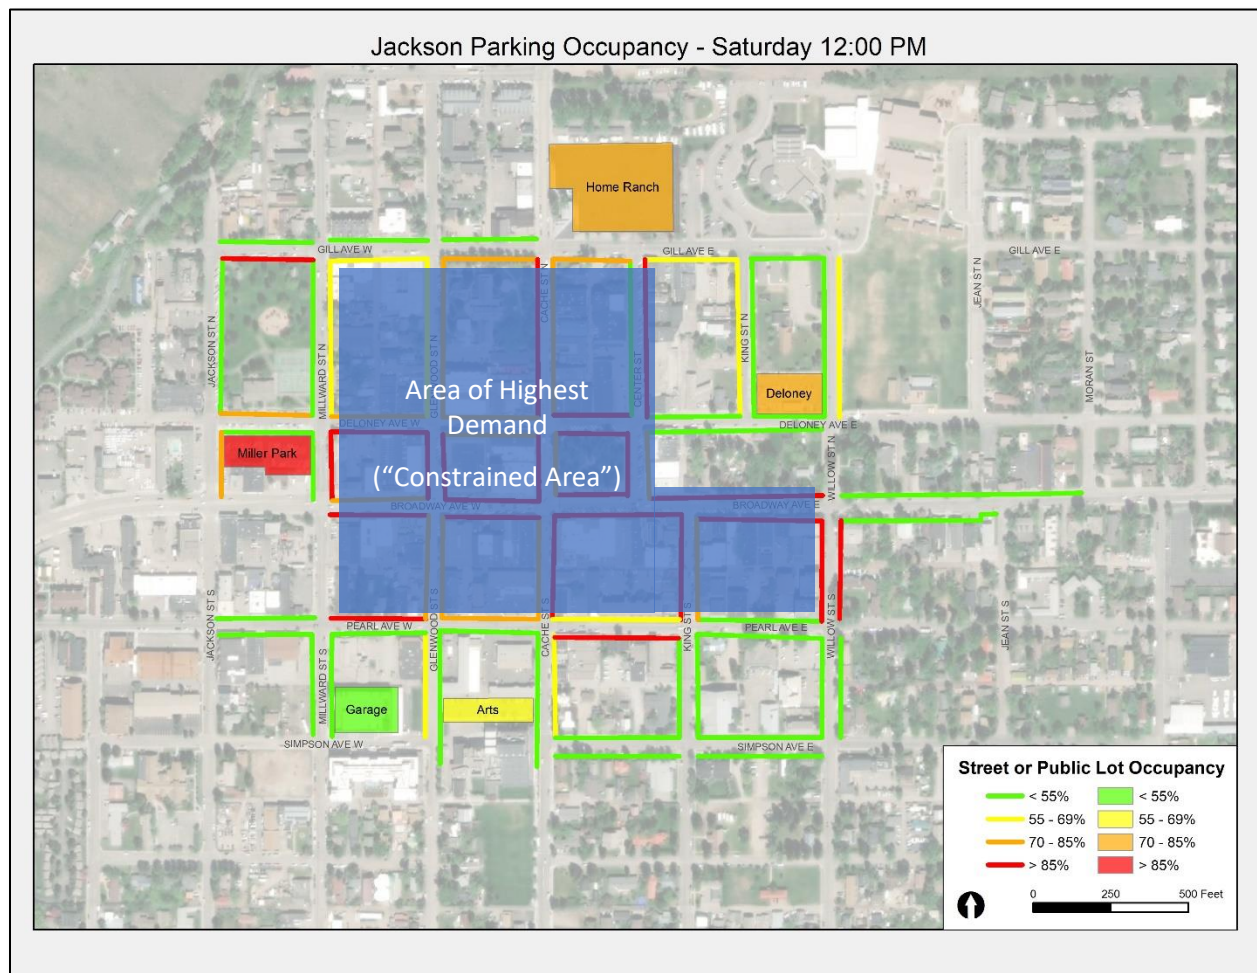 Jackson Parking Occupancy - Saturday 12:00 PM
Home Ranch
GILL AVE W
GILL AVE E
GILL AVE E
JACKSON ST N
MILLWARD ST N
GLENWOOD ST N
CACHE ST N
CENTER ST
KING ST N
JEAN ST N
MORAN ST
Area of Highest
Demand
(“Constrained Area”)
Deloney
DELONEY AVE W
DELONEY AVE E
Miller Park
WILLOW ST N
BROADWAY AVE W
BROADWAY AVE E
JACKSON ST S
MILLWARD ST S
GLENWOOD ST S
CACHE ST S
KING ST S
WILLOW ST S
JEAN ST S
PEARL AVE W
PEARL AVE E
Garage
Arts
SIMPSON AVE W
SIMPSON AVE E
Street or Public Lot Occupancy
< 55% < 55%
55 - 69% 55 - 69%
70 - 85% 70 - 85%
> 85% > 85%
0 250 500 Feet